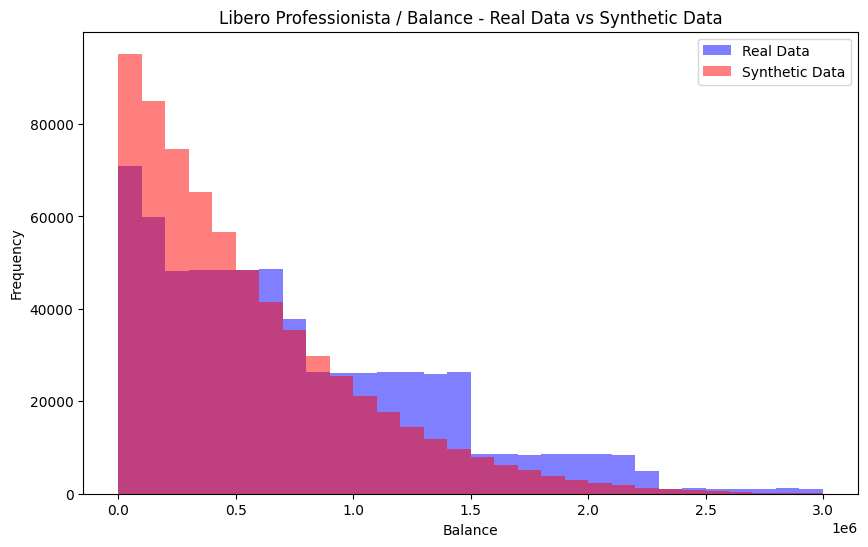 Libero Professionista / Balance - Real Data vs Synthetic Data
Real Data
Synthetic Data
Frequency
80000
60000
40000
20000
0
0.0 0.5 1.0 1.5 2.0 2.5 3.0
1e6
Balance